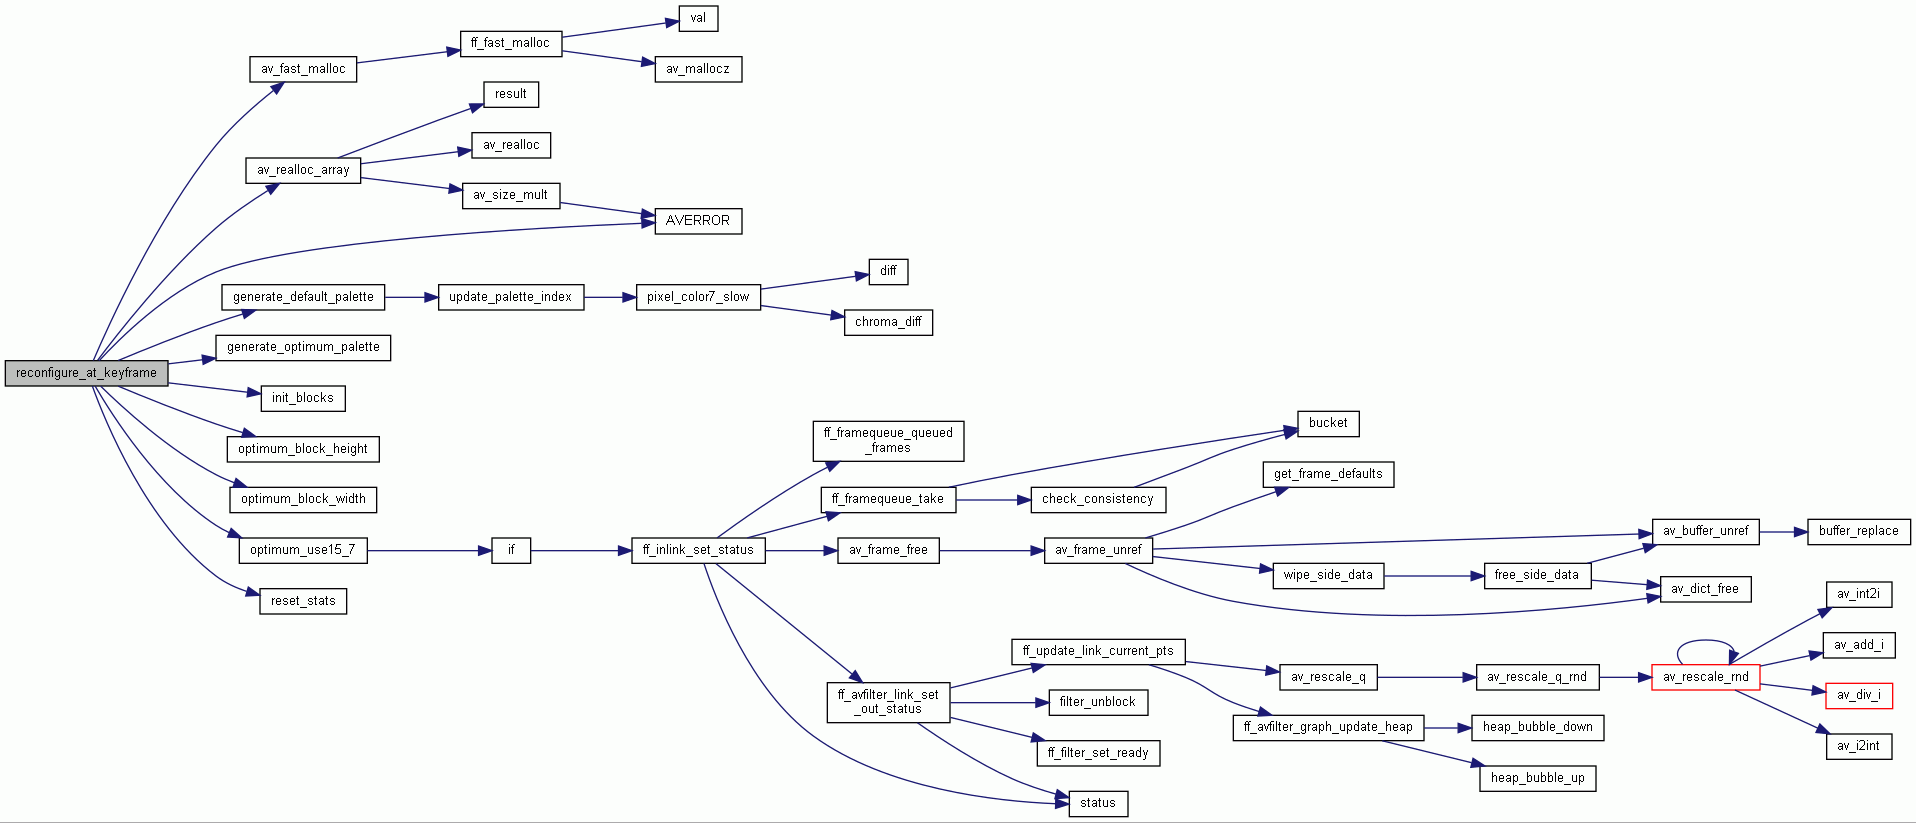 val
ff_fast_malloc
av_fast_malloc
av_mallocz
result
av_realloc
av_realloc_array
av_size_mult
AVERROR
diff
generate_default_palette
update_palette_index
pixel_color7_slow
chroma_diff
generate_optimum_palette
reconfigure_at_keyframe
init_blocks
optimum_block_height
optimum_block_width
optimum_use15_7
reset_stats
if
ff_inlink_set_status
ff_framequeue_queued
_frames
ff_framequeue_take
check_consistency
bucket
av_frame_free
av_frame_unref
get_frame_defaults
wipe_side_data
free_side_data
av_buffer_unref
buffer_replace
av_dict_free
ff_avfilter_link_set
_out_status
ff_update_link_current_pts
filter_unblock
ff_filter_set_ready
status
av_rescale_q
av_rescale_q_rnd
av_rescale_rnd
av_int2i
av_add_i
av_div_i
av_i2int
ff_avfilter_graph_update_heap
heap_bubble_down
heap_bubble_up